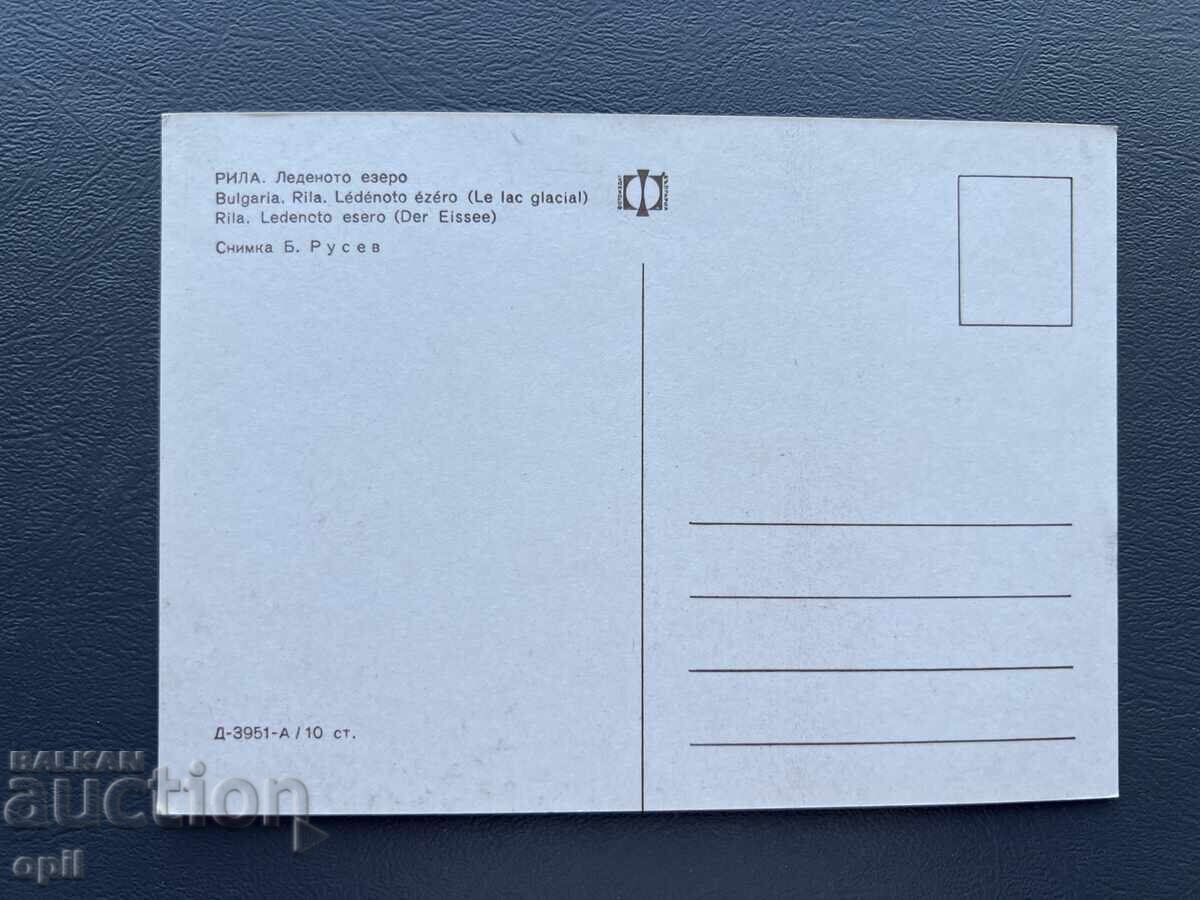 РИЛА. Леденото езеро
Bulgaria. Rila. Lédénoto ézéro (Le lac glacial)
Rila. Ledenoto esero (Der Eissee)
Снимка Б. Русев
Д-3951-А / 10 ст.
BALKAN
auction
opil